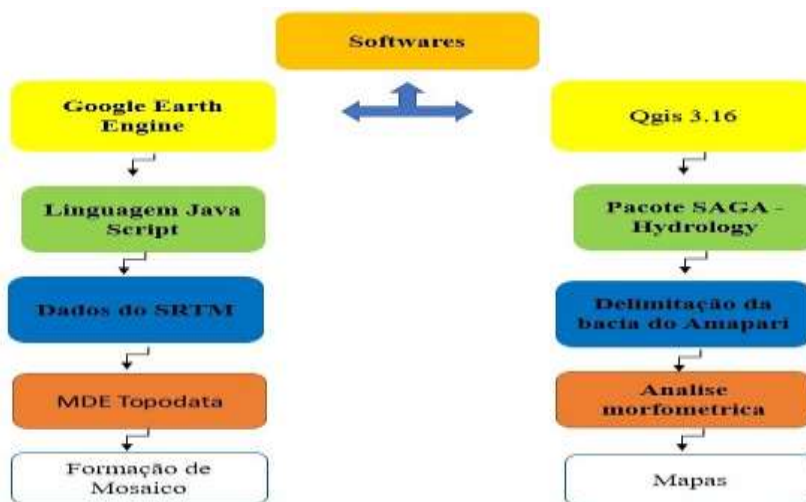 Softwares
Google Earth
Engine
Linguagem Java
Script
Dados do SRTM
MDE Topodata
Formação de
Mosaico
Qgis 3.16
Pacote SAGA -
Hydrology
Delimitação da
bacia do Amapari
Analise
morfometrica
Mapas